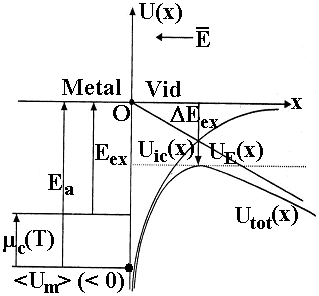 U(x)
E̅
Metal Vid
x
O
ΔE_ex
E_ex
U_ic(x)
U_E(x)
E_a
U_tot(x)
μ_c(T)
<U_m> (< 0)